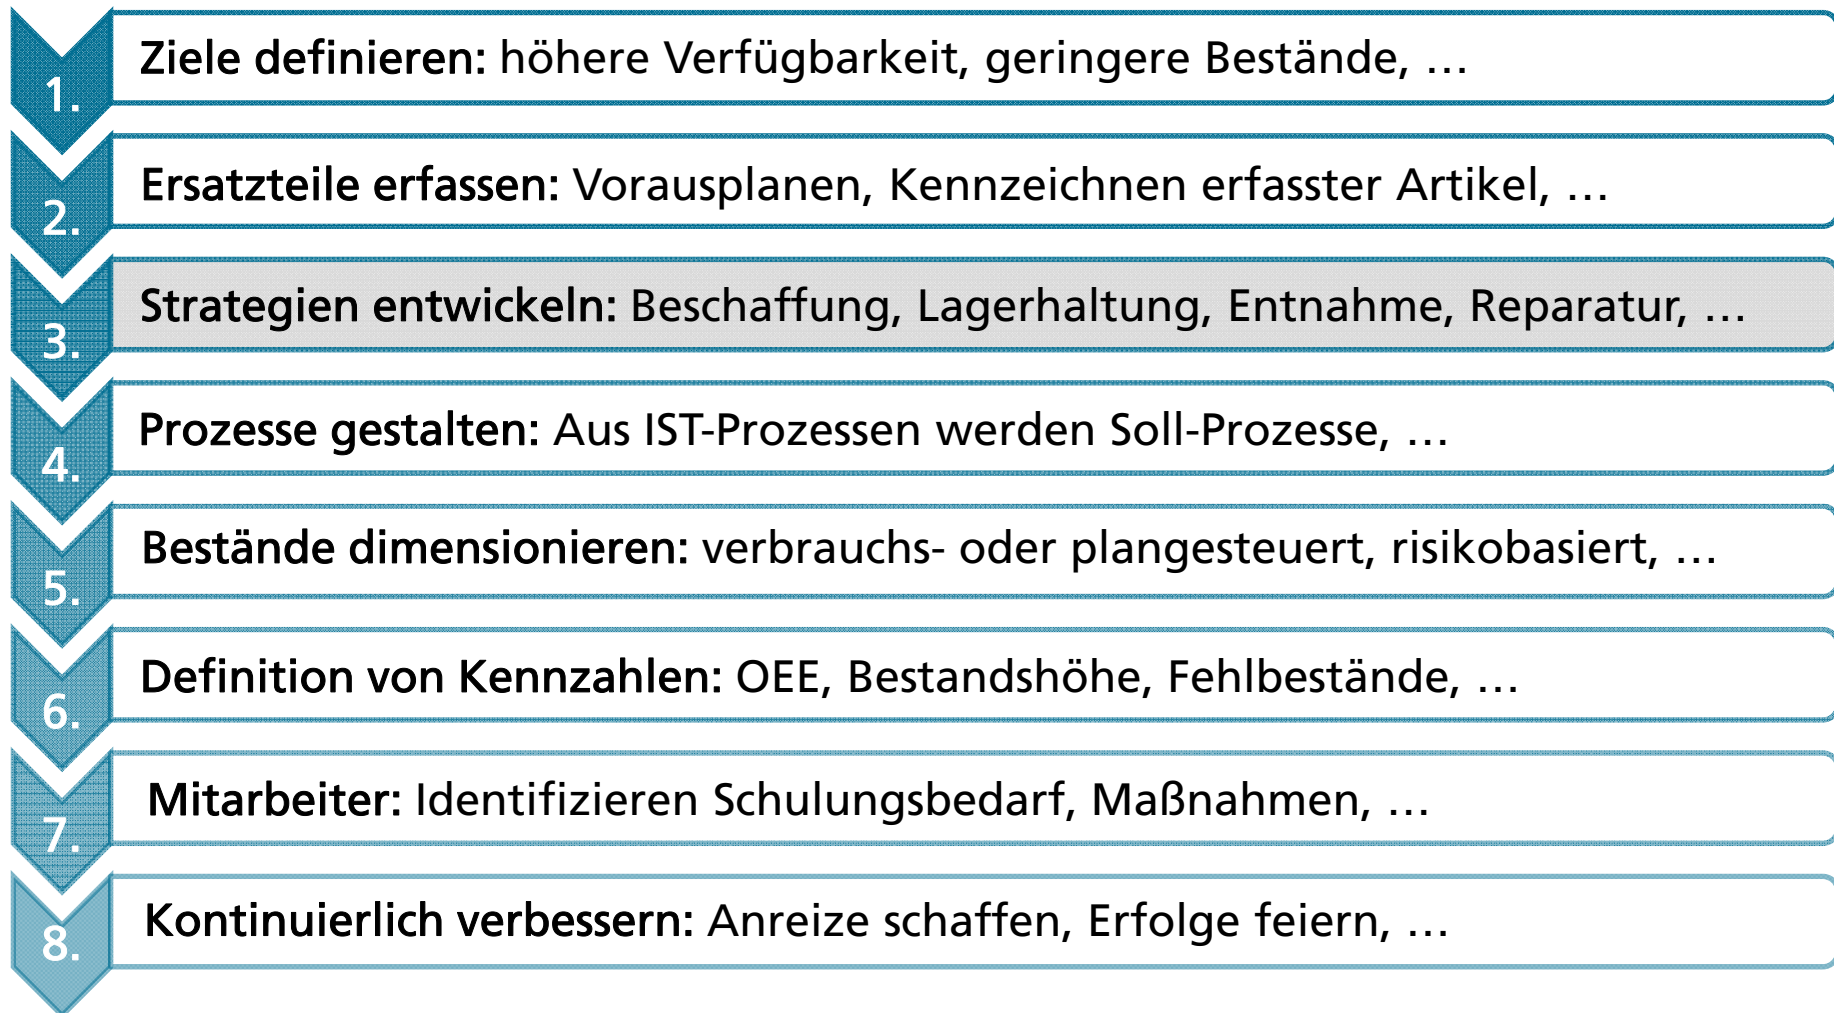 1. Ziele definieren: höhere Verfügbarkeit, geringere Bestände, …
2. Ersatzteile erfassen: Vorausplanen, Kennzeichnen erfasster Artikel, …
3. Strategien entwickeln: Beschaffung, Lagerhaltung, Entnahme, Reparatur, …
4. Prozesse gestalten: Aus IST-Prozessen werden Soll-Prozesse, …
5. Bestände dimensionieren: verbrauchs- oder plangesteuert, risikobasiert, …
6. Definition von Kennzahlen: OEE, Bestandshöhe, Fehlbestände, …
7. Mitarbeiter: Identifizieren Schulungsbedarf, Maßnahmen, …
8. Kontinuierlich verbessern: Anreize schaffen, Erfolge feiern, …